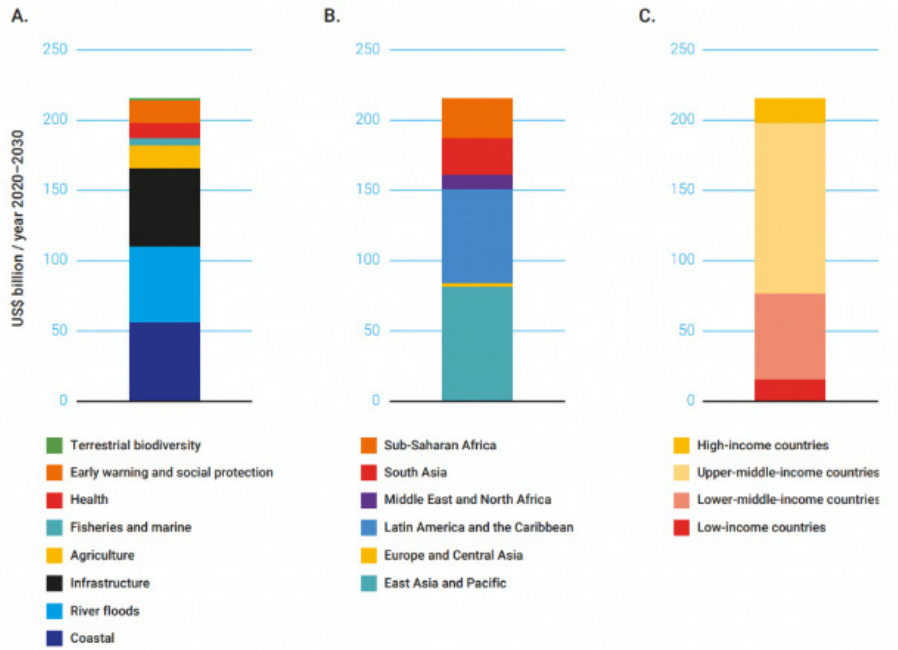 A.
US$ billion / year 2020–2030
250
200
150
100
50
0
Terrestrial biodiversity
Early warning and social protection
Health
Fisheries and marine
Agriculture
Infrastructure
River floods
Coastal
B.
250
200
150
100
50
0
Sub-Saharan Africa
South Asia
Middle East and North Africa
Latin America and the Caribbean
Europe and Central Asia
East Asia and Pacific
C.
250
200
150
100
50
0
High-income countries
Upper-middle-income countries
Lower-middle-income countries
Low-income countries